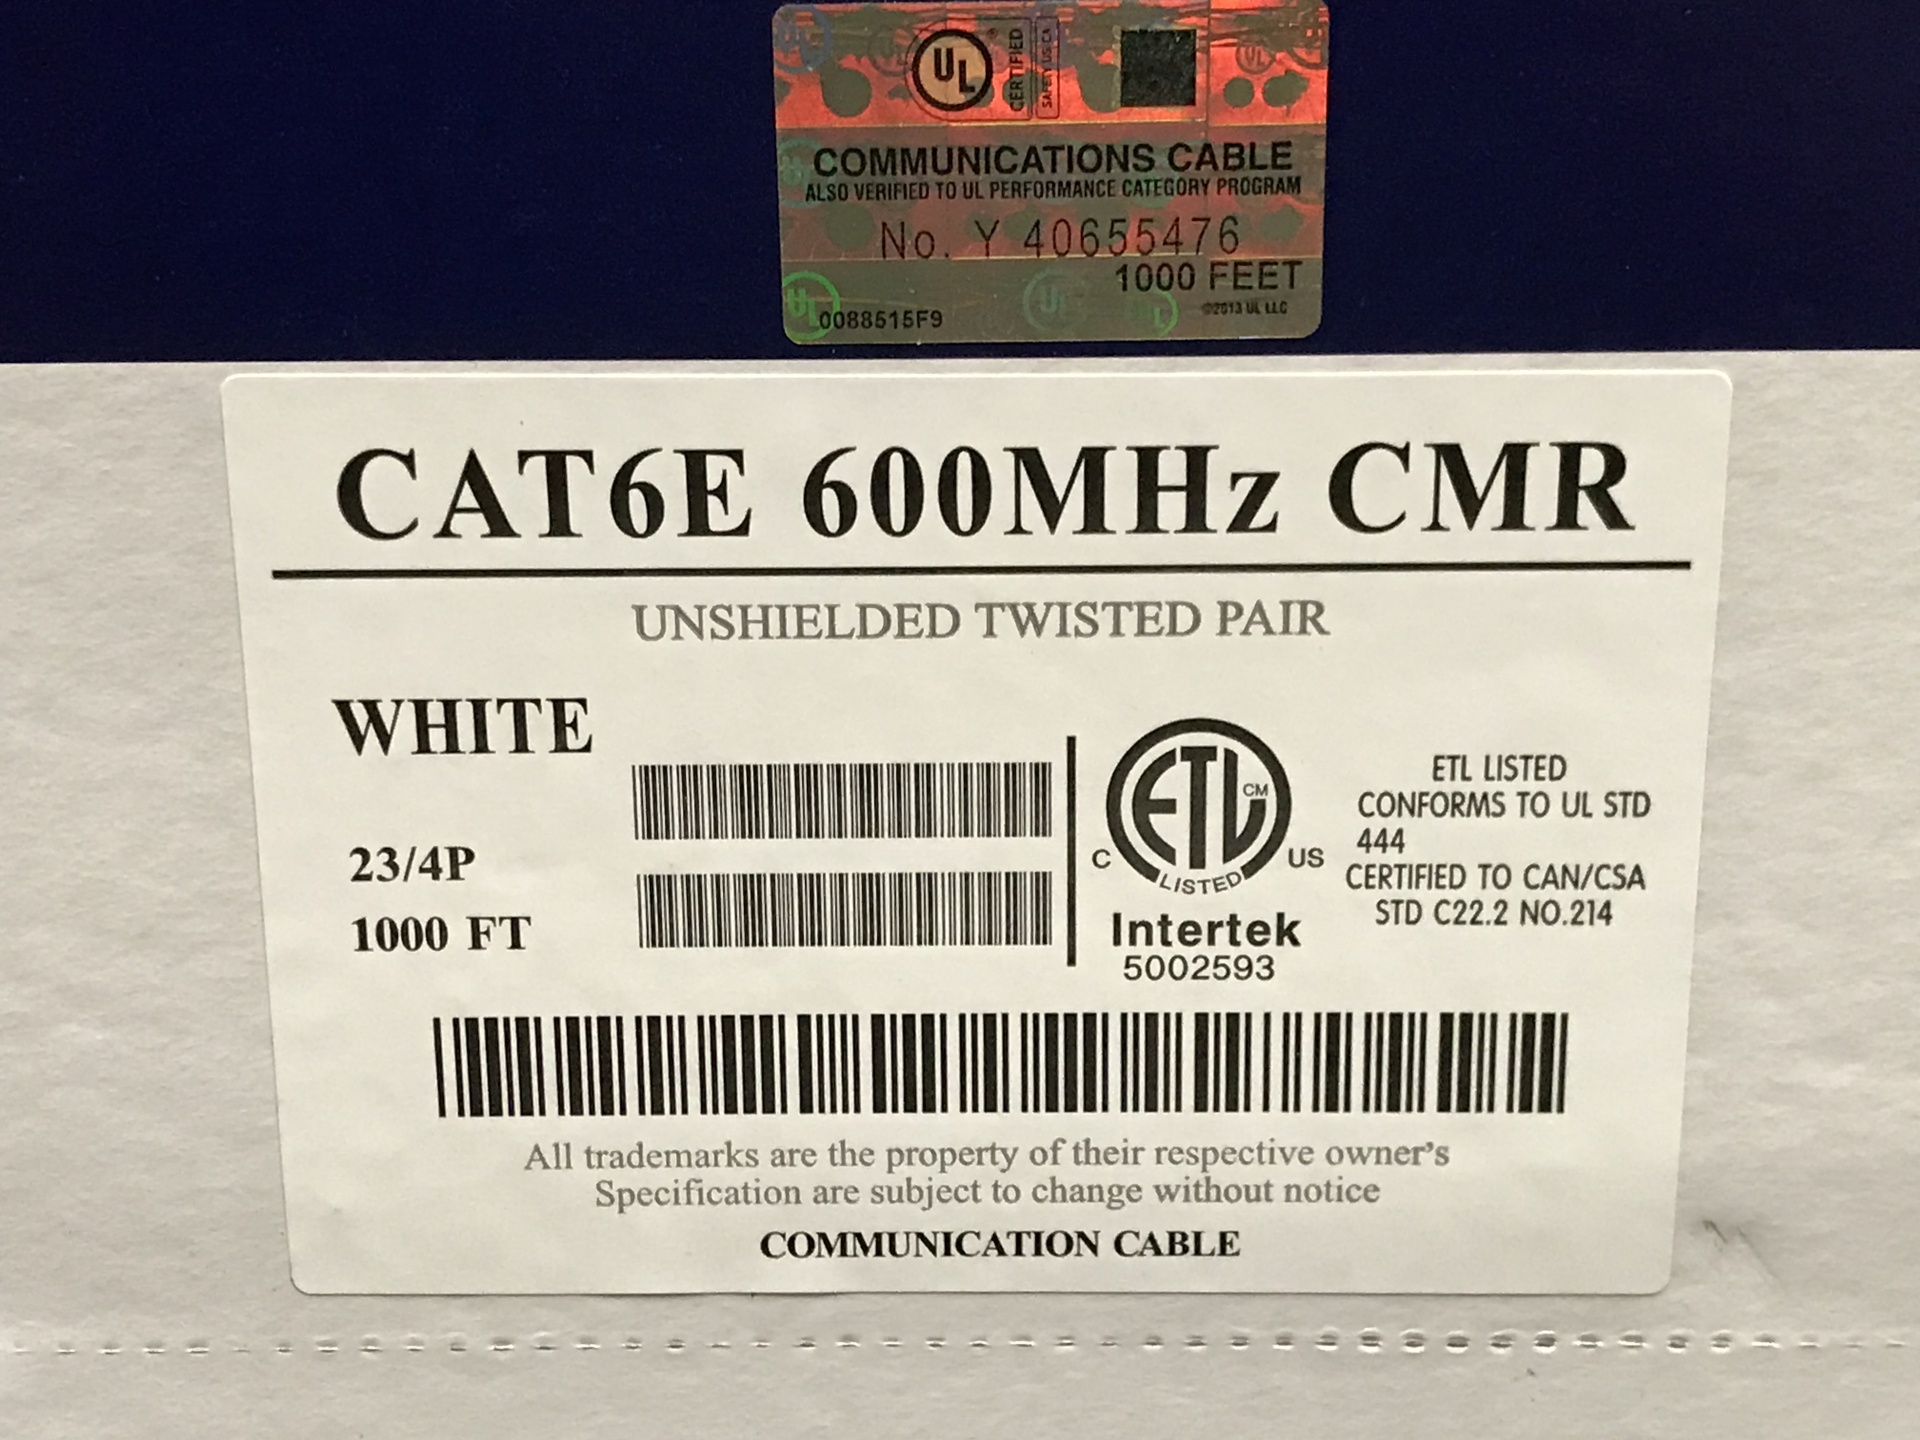 UL
CERTIFIED
SAFETY US CA
COMMUNICATIONS CABLE
ALSO VERIFIED TO UL PERFORMANCE CATEGORY PROGRAM
No. Y 40655476
1000 FEET
0088515F9
©2013 UL LLC
CAT6E 600MHz CMR
UNSHIELDED TWISTED PAIR
WHITE
23/4P
1000 FT
ETL CM
C LISTED US
Intertek
5002593
ETL LISTED
CONFORMS TO UL STD
444
CERTIFIED TO CAN/CSA
STD C22.2 NO.214
All trademarks are the property of their respective owner's
Specification are subject to change without notice
COMMUNICATION CABLE